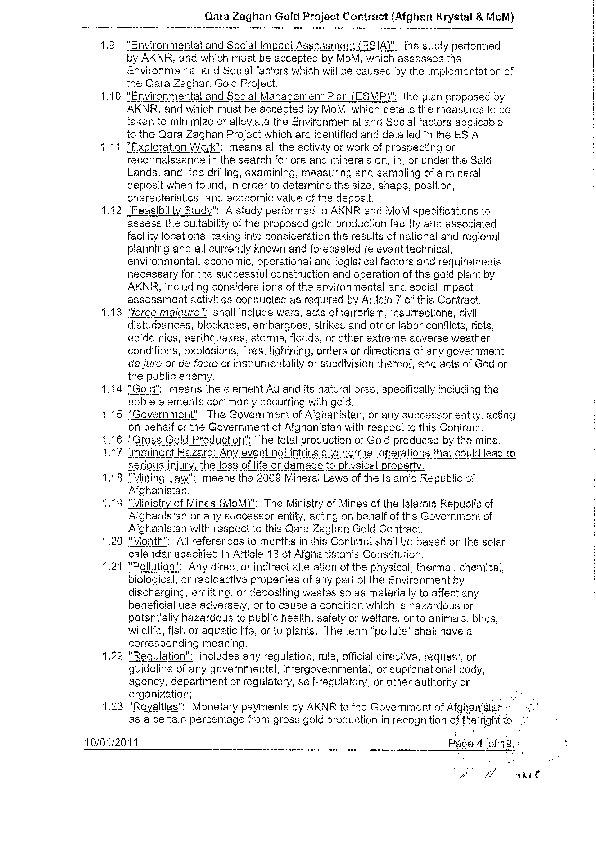 Qara Zaghan Gold Project Contract (Afghan Krystal & MoM)
1.9 "Environmental and Social Impact Assessment (ESIA)": the study performed
by AKNR, and which must be accepted by MoM, which assesses the
Environmental and Social factors which will be caused by the implementation of
the Qara Zaghan Gold Project.
1.10 "Environmental and Social Management Plan (ESMP)": the plan proposed by
AKNR, and which must be accepted by MoM, which details the measures to be
taken to minimize or alleviate the Environmental and Social factors applicable
to the Qara Zaghan Project which are identified and detailed in the ESIA
1.11 "Exploration Work": means all the activity or work of prospecting or
reconnaissance in the search for ore and minerals on, in, or under the Said
Lands, and includes drilling, examining, measuring and sampling of a mineral
deposit when found, in order to determine the size, shape, position,
characteristics and economic value of the deposit.
1.12 "Feasibility Study": A study performed to AKNR and MoM specifications to
assess the suitability of the proposed gold production facility and associated
facility locations, taking into consideration the results of national and regional
planning and all currently known and forecasted relevant technical,
environmental, economic, operational and logistical factors and requirements
necessary for the successful construction and operation of the gold plant by
AKNR, including considerations of the environmental and social impact
assessment activities conducted as required by Article 7 of this Contract.
1.13 "force majeure": shall include wars, acts of terrorism, insurrections, civil
disturbances, blockades, embargoes, strikes and other labor conflicts, riots,
epidemics, earthquakes, storms, floods, or other extreme adverse weather
conditions, explosions, fires, lightning, orders or directions of any government
de jure or de facto or instrumentality or subdivision thereof, and acts of God or
the public enemy.
1.14 "Gold": means the element Au and its natural ores, specifically including the
noble elements commonly occurring with gold.
1.15 "Government": The Government of Afghanistan, or any successor entity, acting
on behalf of the Government of Afghanistan with respect to this Contract.
1.16 "Gross Gold Production": The total production of Gold produced by the mine.
1.17 Imminent Hazard: Any event not intrinsic to normal operations that could lead to
serious injury, the loss of life or damage to physical property.
1.18 "Mining Law": means the 2009 Mineral Laws of the Islamic Republic of
Afghanistan.
1.19 "Ministry of Mines (MoM)": The Ministry of Mines of the Islamic Republic of
Afghanistan or any successor entity, acting on behalf of the Government of
Afghanistan with respect to this Qara Zaghan Gold Contract.
1.20 "Month": All references to months in this Contract shall be based on the solar
calendar specified in Article 18 of Afghanistan's Constitution.
1.21 "Pollution": Any direct or indirect alteration of the physical, thermal, chemical,
biological, or radioactive properties of any part of the Environment by
discharging, emitting, or depositing wastes so as materially to affect any
beneficial use adversely, or to cause a condition which is hazardous or
potentially hazardous to public health, safety or welfare, or to animals, birds,
wildlife, fish or aquatic life, or to plants. The term "pollute" shall have a
corresponding meaning.
1.22 "Regulation": includes any regulation, rule, official directive, request, or
guideline of any governmental, intergovernmental, or supranational body,
agency, department or regulatory, self-regulatory, or other authority or
organization;
1.23 "Royalties": Monetary payments by AKNR to the Government of Afghanistan
as a certain percentage from gross gold production in recognition of the right to
Page 4 of 19